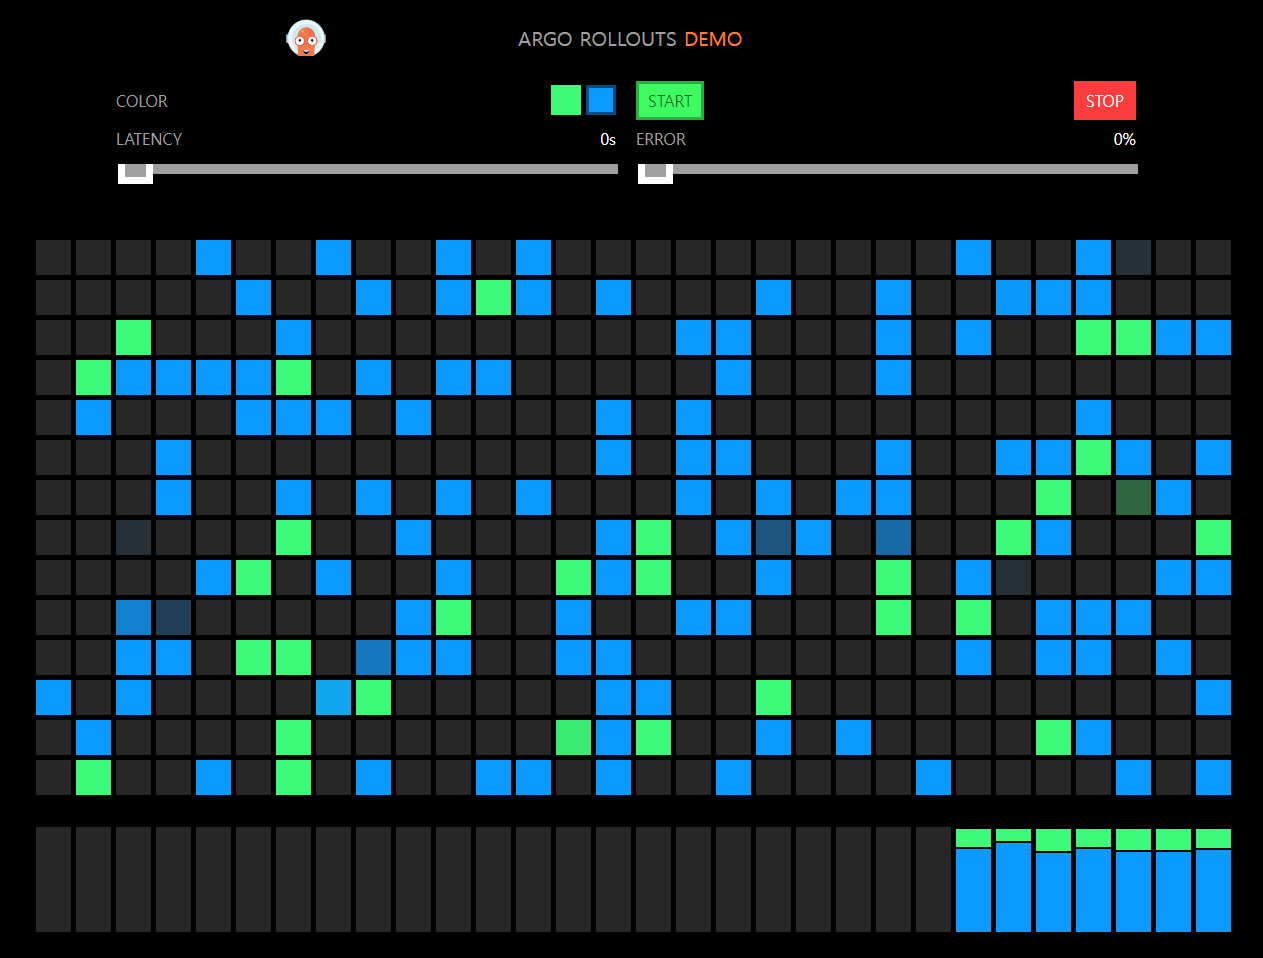 ARGO ROLLOUTS DEMO
COLOR
START
STOP
LATENCY
0s
ERROR
0%